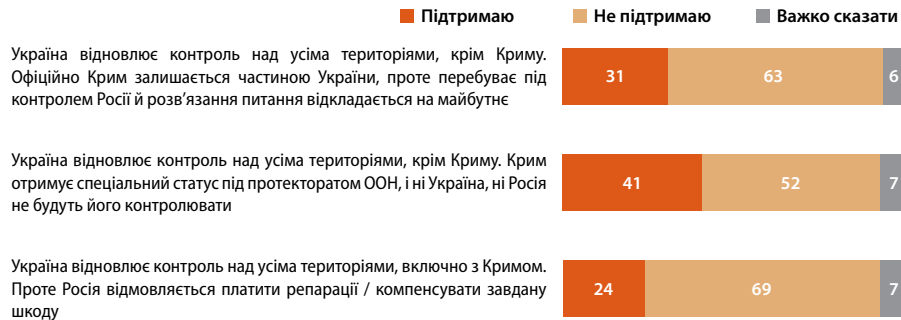 Підтримаю Не підтримаю Важко сказати
Україна відновлює контроль над усіма територіями, крім Криму.
Офіційно Крим залишається частиною України, проте перебуває під
контролем Росії й розв’язання питання відкладається на майбутнє
31 63 6
Україна відновлює контроль над усіма територіями, крім Криму. Крим
отримує спеціальний статус під протекторатом ООН, і ні Україна, ні Росія
не будуть його контролювати
41 52 7
Україна відновлює контроль над усіма територіями, включно з Кримом.
Проте Росія відмовляється платити репарації / компенсувати завдану
шкоду
24 69 7